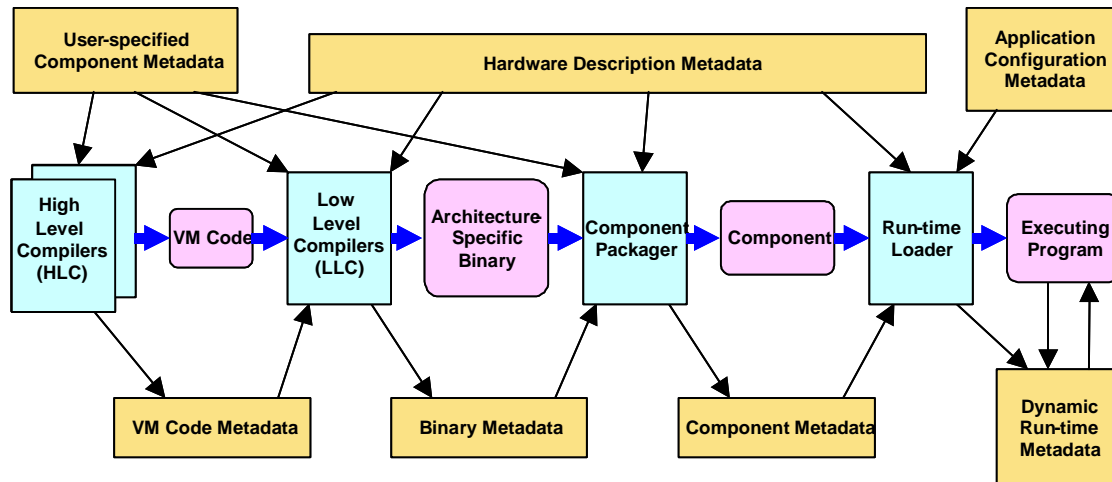 User-specified
Component Metadata
Hardware Description Metadata
Application
Configuration
Metadata
High
Level
Compilers
(HLC)
VM Code
Low
Level
Compilers
(LLC)
Architecture-
Specific
Binary
Component
Packager
Component
Run-time
Loader
Executing
Program
VM Code Metadata
Binary Metadata
Component Metadata
Dynamic
Run-time
Metadata